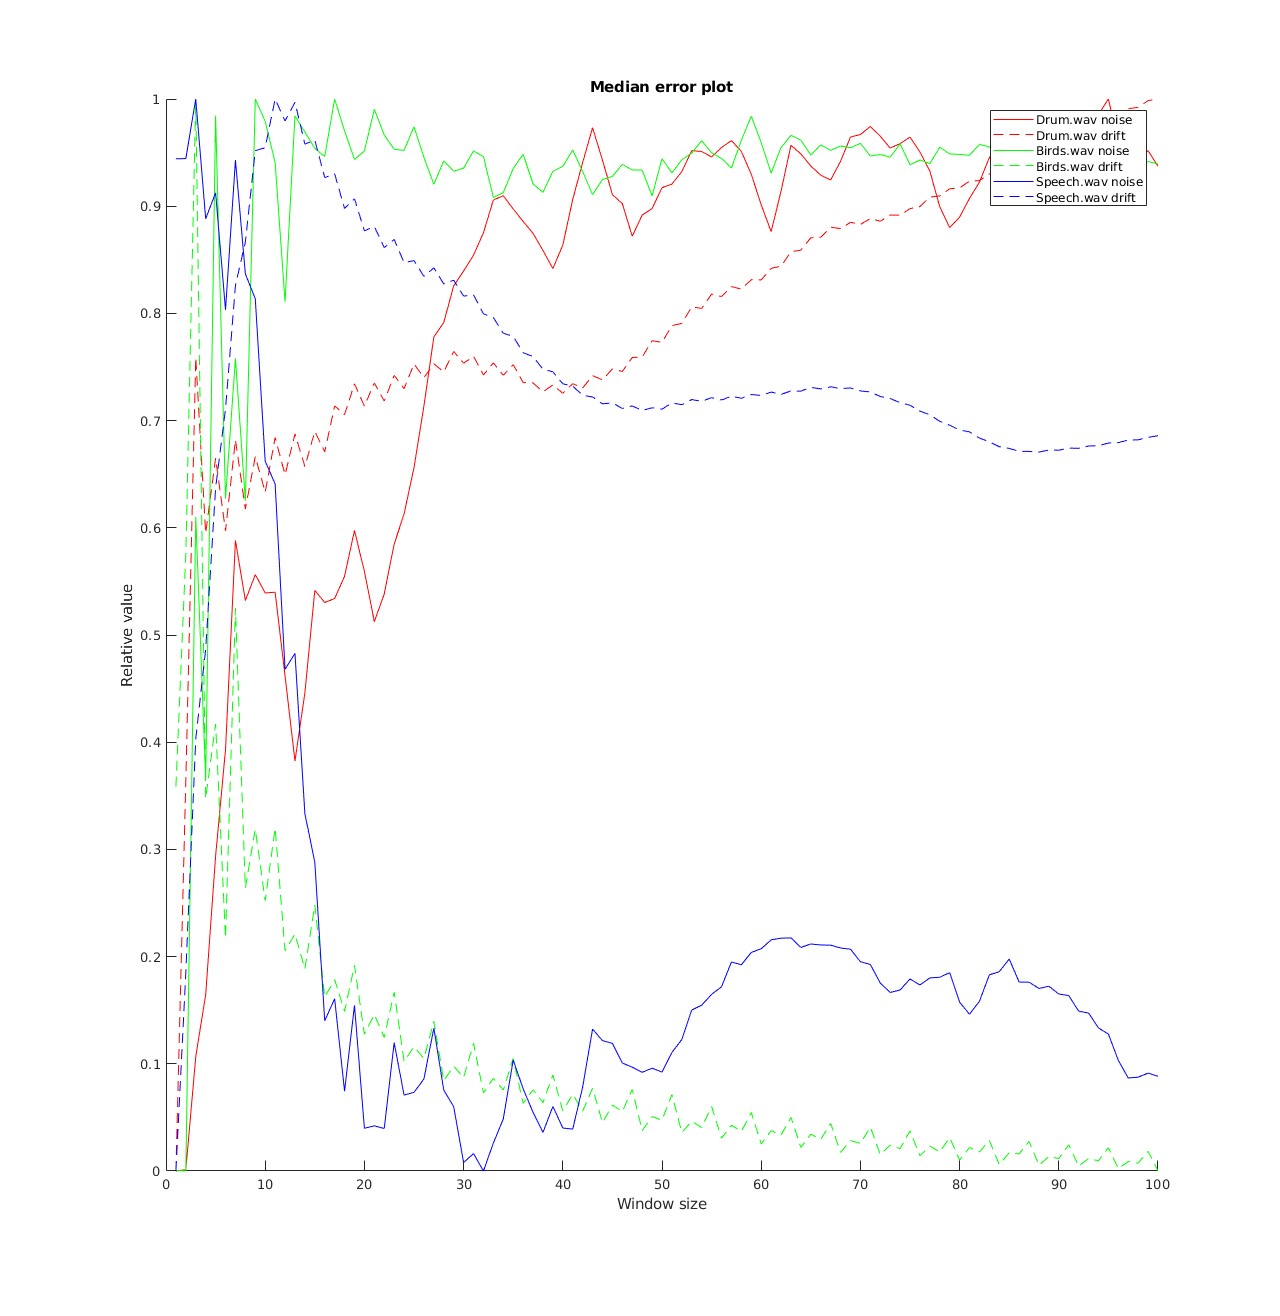 Median error plot
1
0.9
0.8
0.7
0.6
0.5
0.4
0.3
0.2
0.1
0
Relative value
Drum.wav noise
Drum.wav drift
Birds.wav noise
Birds.wav drift
Speech.wav noise
Speech.wav drift
0 10 20 30 40 50 60 70 80 90 100
Window size